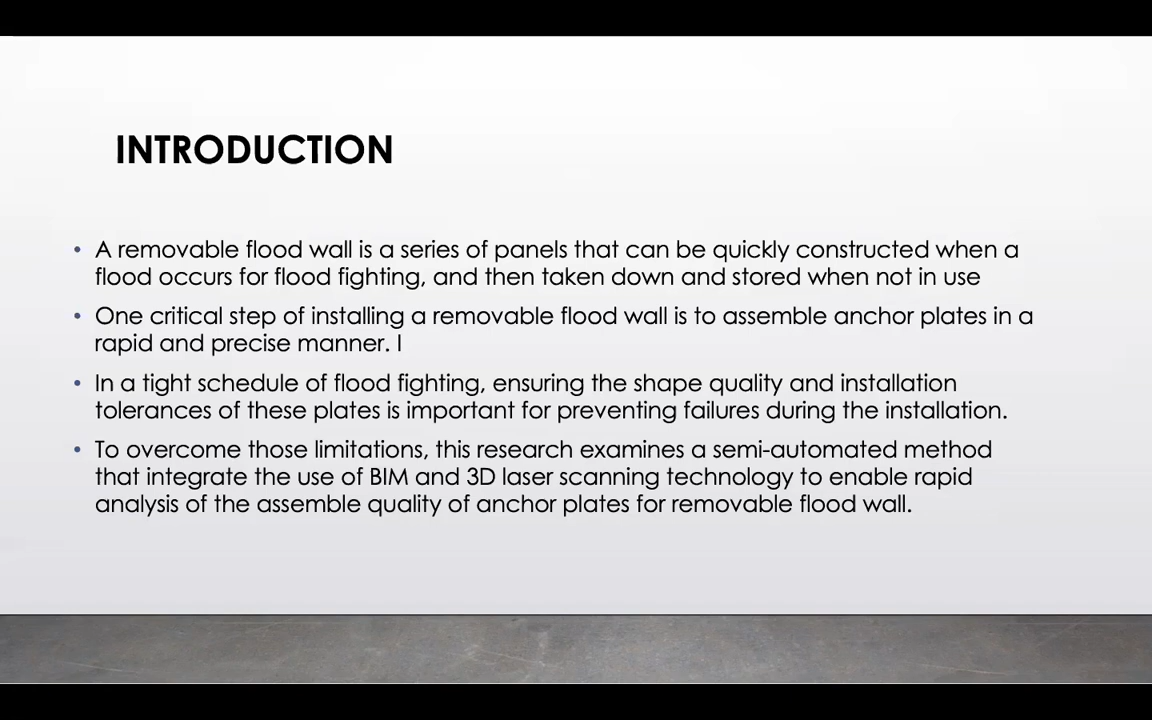 INTRODUCTION
• A removable flood wall is a series of panels that can be quickly constructed when a
flood occurs for flood fighting, and then taken down and stored when not in use
• One critical step of installing a removable flood wall is to assemble anchor plates in a
rapid and precise manner. I
• In a tight schedule of flood fighting, ensuring the shape quality and installation
tolerances of these plates is important for preventing failures during the installation.
• To overcome those limitations, this research examines a semi-automated method
that integrate the use of BIM and 3D laser scanning technology to enable rapid
analysis of the assemble quality of anchor plates for removable flood wall.